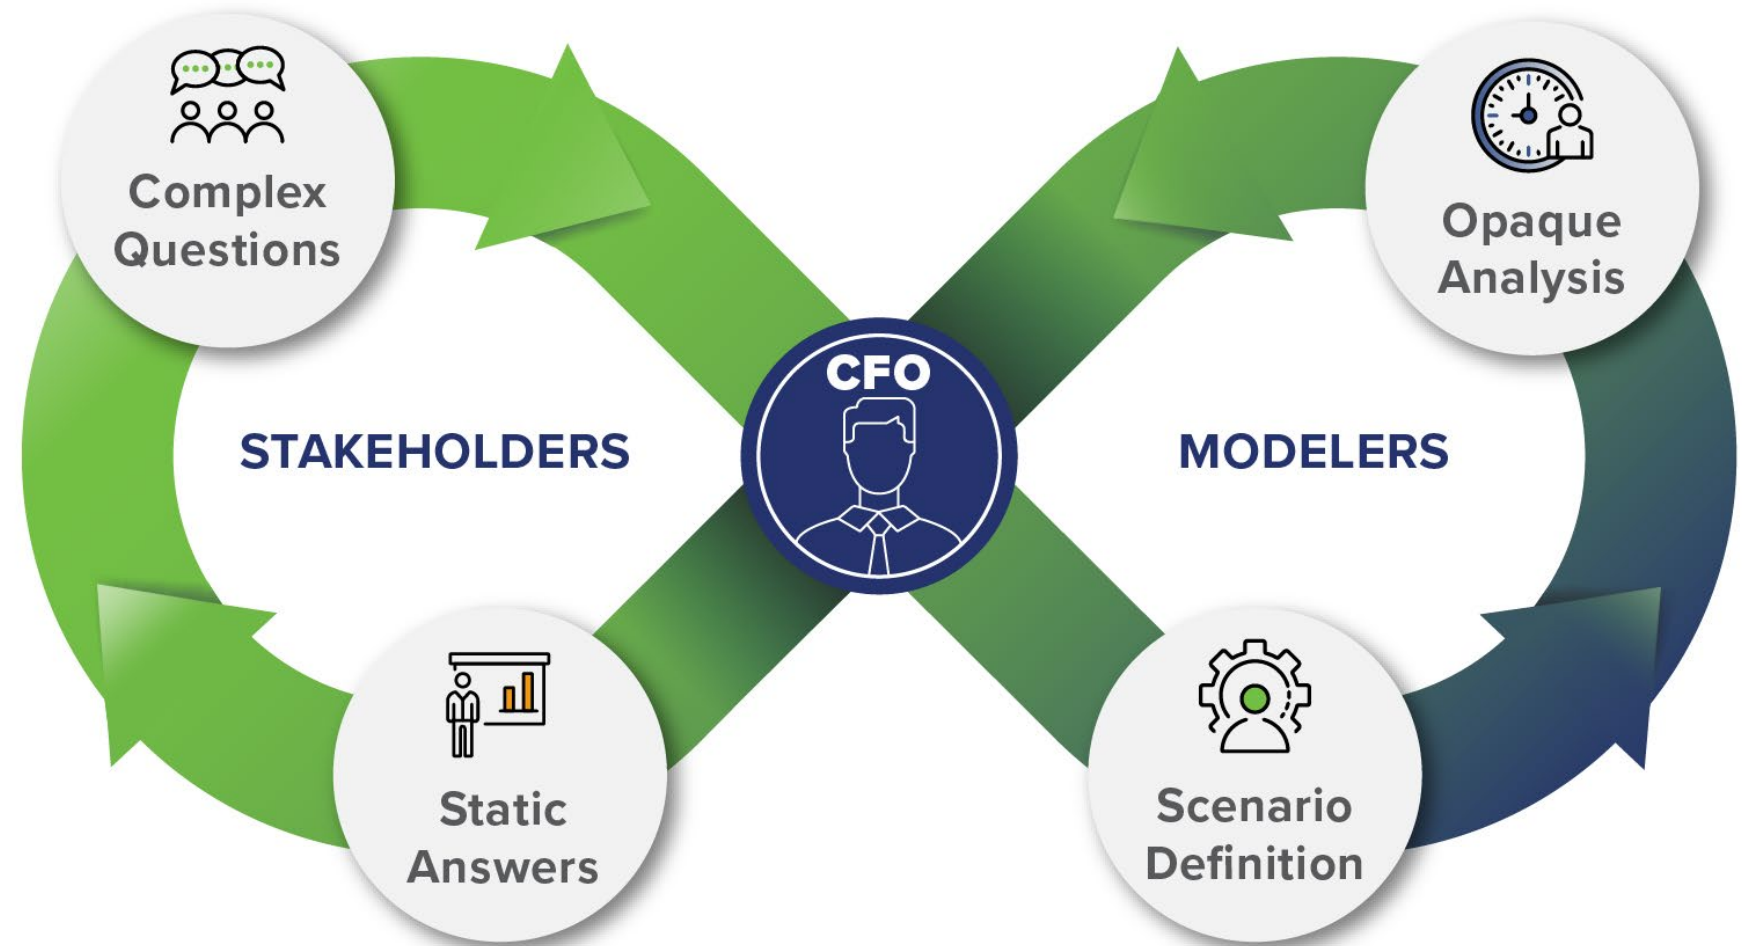 Complex
Questions
Opaque
Analysis
CFO
STAKEHOLDERS
MODELERS
Static
Answers
Scenario
Definition